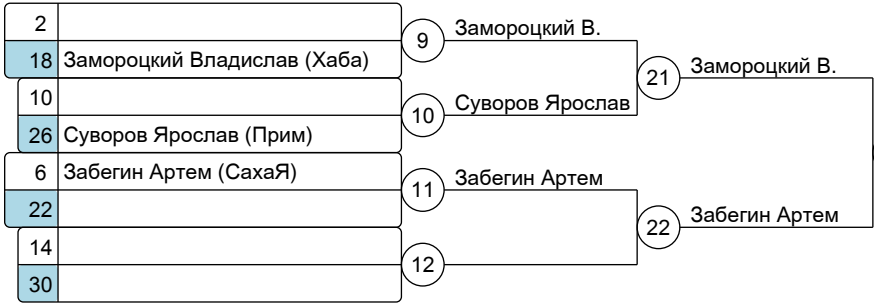 2
18 Замороцкий Владислав (Хаба)
10
26 Суворов Ярослав (Прим)
6 Забегин Артем (СахаЯ)
22
14
30
9 Замороцкий В.
10 Суворов Ярослав
11 Забегин Артем
12
21 Замороцкий В.
22 Забегин Артем